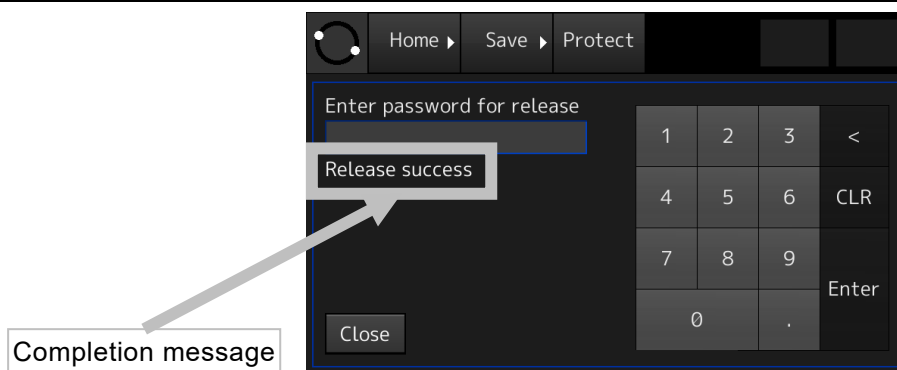 Home Save Protect
Enter password for release
Release success
1 2 3 <
4 5 6 CLR
7 8 9
Enter
0 .
Close
Completion message